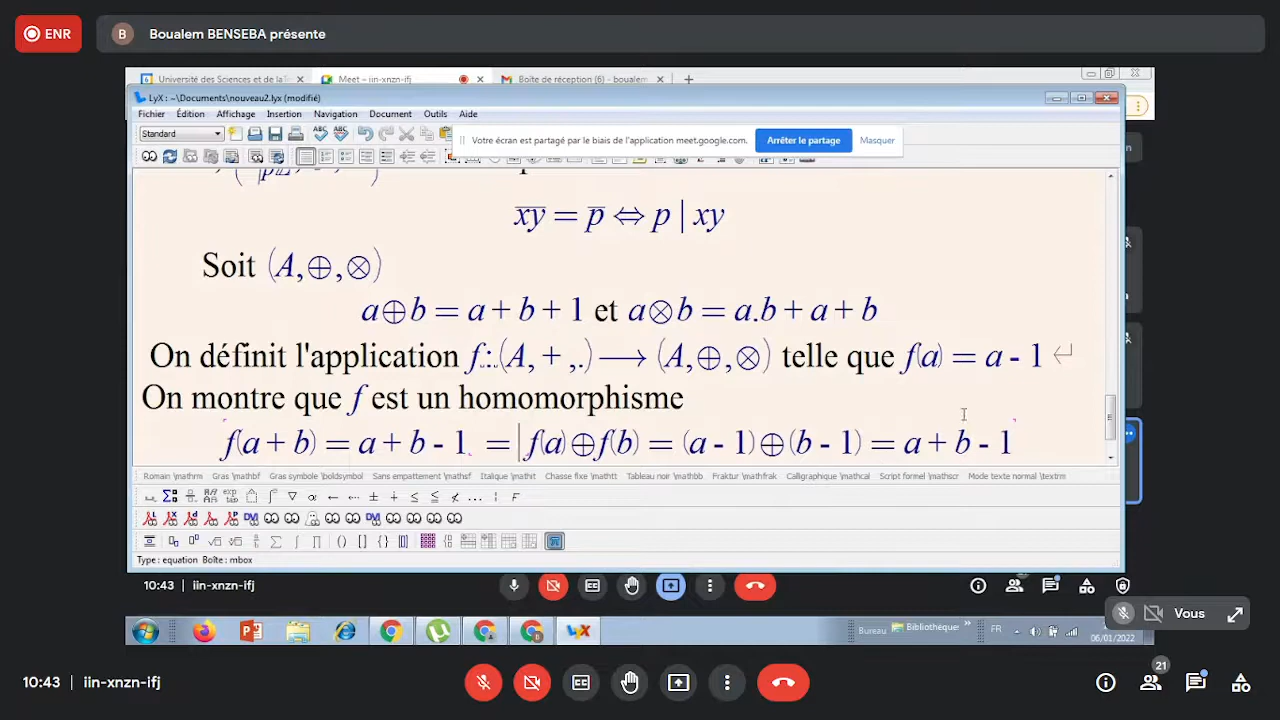 ENR
B Boualem BENSEBA présente
Université des Sciences et de la T
Meet – iin-xnzn-ifj
Boîte de réception (6) - boualem
LyX : ~\Documents\nouveau2.lyx (modifié)
Fichier Édition Affichage Insertion Navigation Document Outils Aide
Standard
Votre écran est partagé par le biais de l'application meet.google.com. Arrêter le partage Masquer
x̅y̅ = p̅ ⇔ p | xy
Soit (A, ⊕, ⊗)
a ⊕ b = a + b + 1 et a ⊗ b = a.b + a + b
On définit l'application f : (A, + , .) ⟶ (A, ⊕, ⊗) telle que f(a) = a - 1
On montre que f est un homomorphisme
f(a + b) = a + b - 1 = f(a) ⊕ f(b) = (a - 1) ⊕ (b - 1) = a + b - 1
Roman \mathrm Gras \mathbf Gras symbole \boldsymbol Sans empattement \mathsf Italique \mathit Chasse fixe \mathtt Tableau noir \mathbb Fraktur \mathfrak Calligraphique \mathcal Script formel \mathscr Mode texte normal \textrm
Type : equation Boîte : mbox
10:43 | iin-xnzn-ifj
Vous
Bureau Bibliothèque » FR
06/01/2022
10:43 | iin-xnzn-ifj
21